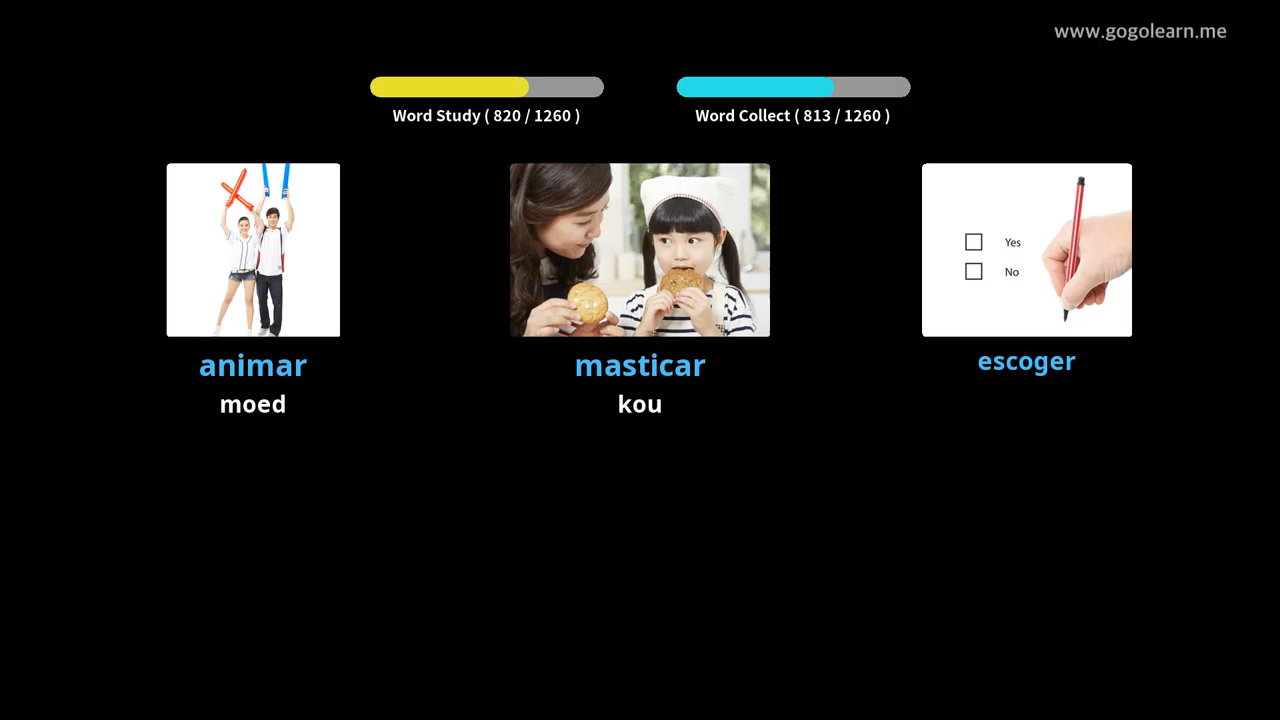 www.gogolearn.me
Word Study ( 820 / 1260 )
Word Collect ( 813 / 1260 )
Yes
No
animar
masticar
escoger
moed
kou